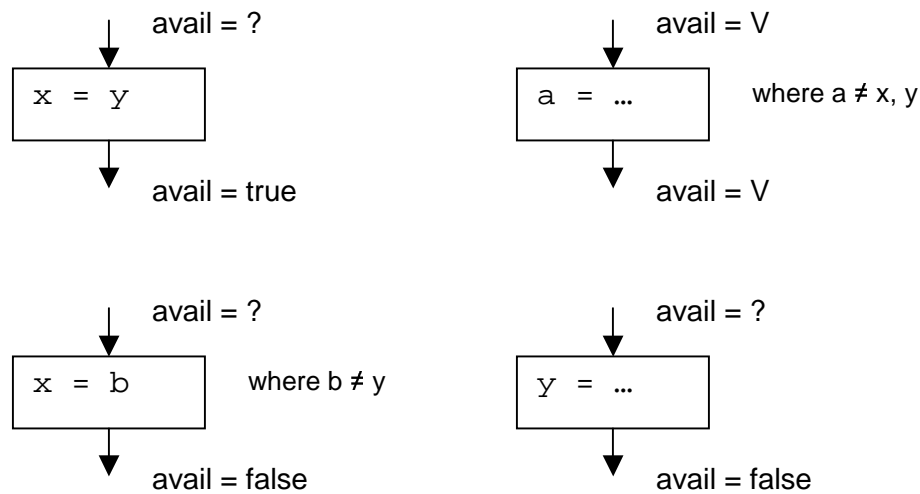 avail = ?
x = y
avail = true
avail = V
a = …
where a ≠ x, y
avail = V
avail = ?
x = b
where b ≠ y
avail = false
avail = ?
y = …
avail = false